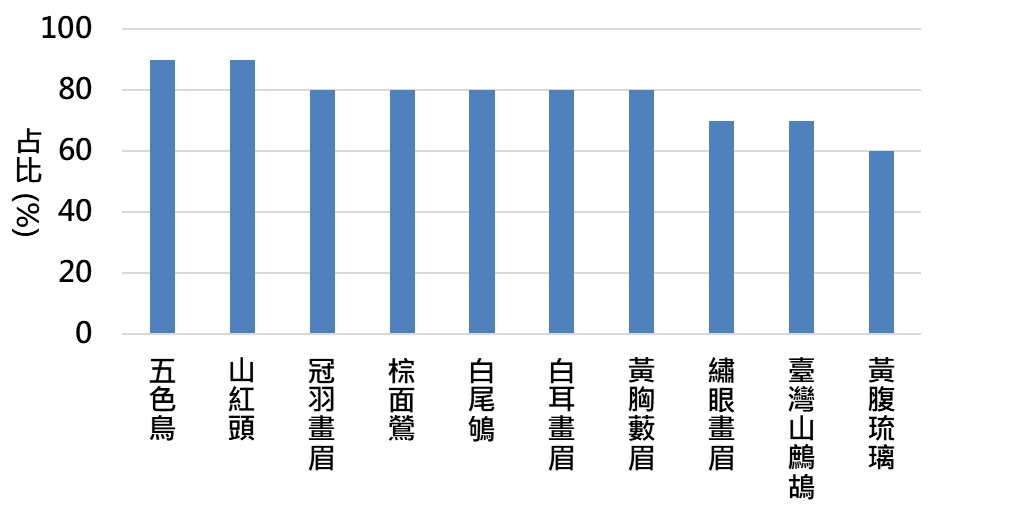 100
80
60
40
20
0
占比(%)
五色鳥
山紅頭
冠羽畫眉
棕面鶯
白尾鴝
白耳畫眉
黃胸藪眉
繡眼畫眉
臺灣山鷓鴣
黃腹琉璃